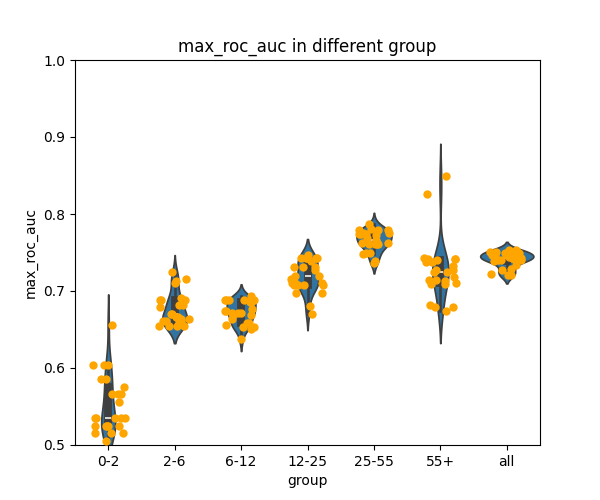 max_roc_auc in different group
max_roc_auc
1.0
0.9
0.8
0.7
0.6
0.5
0-2 2-6 6-12 12-25 25-55 55+ all
group